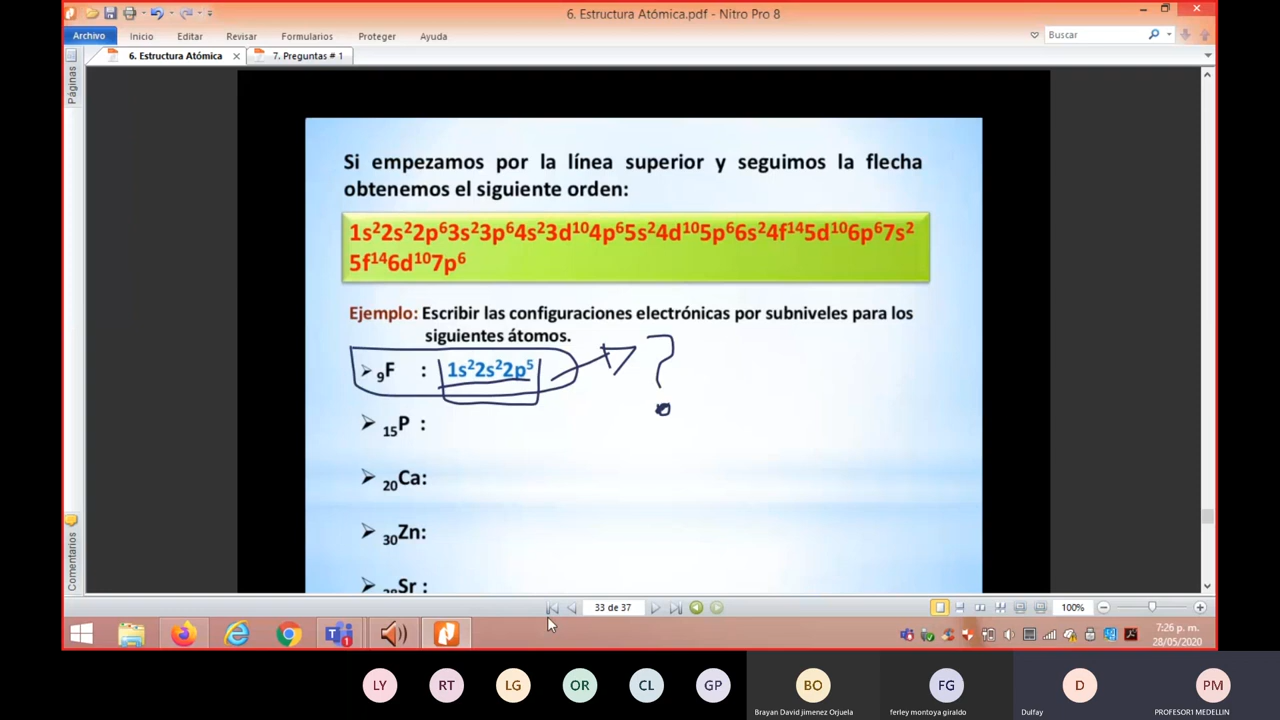 6. Estructura Atómica.pdf - Nitro Pro 8
Archivo Inicio Editar Revisar Formularios Proteger Ayuda
Buscar
6. Estructura Atómica 7. Preguntas # 1
Páginas
Si empezamos por la línea superior y seguimos la flecha
obtenemos el siguiente orden:
1s²2s²2p⁶3s²3p⁶4s²3d¹⁰4p⁶5s²4d¹⁰5p⁶6s²4f¹⁴5d¹⁰6p⁶7s²
5f¹⁴6d¹⁰7p⁶
Ejemplo: Escribir las configuraciones electrónicas por subniveles para los
siguientes átomos.
➢ ₉F : 1s²2s²2p⁵ ?
➢ ₁₅P :
➢ ₂₀Ca:
➢ ₃₀Zn:
Sr :
Comentarios
33 de 37
100%
7:26 p. m.
28/05/2020
LY RT LG OR CL GP BO FG D PM
Brayan David jimenez Orjuela ferley montoya giraldo Dulfay PROFESOR1 MEDELLIN